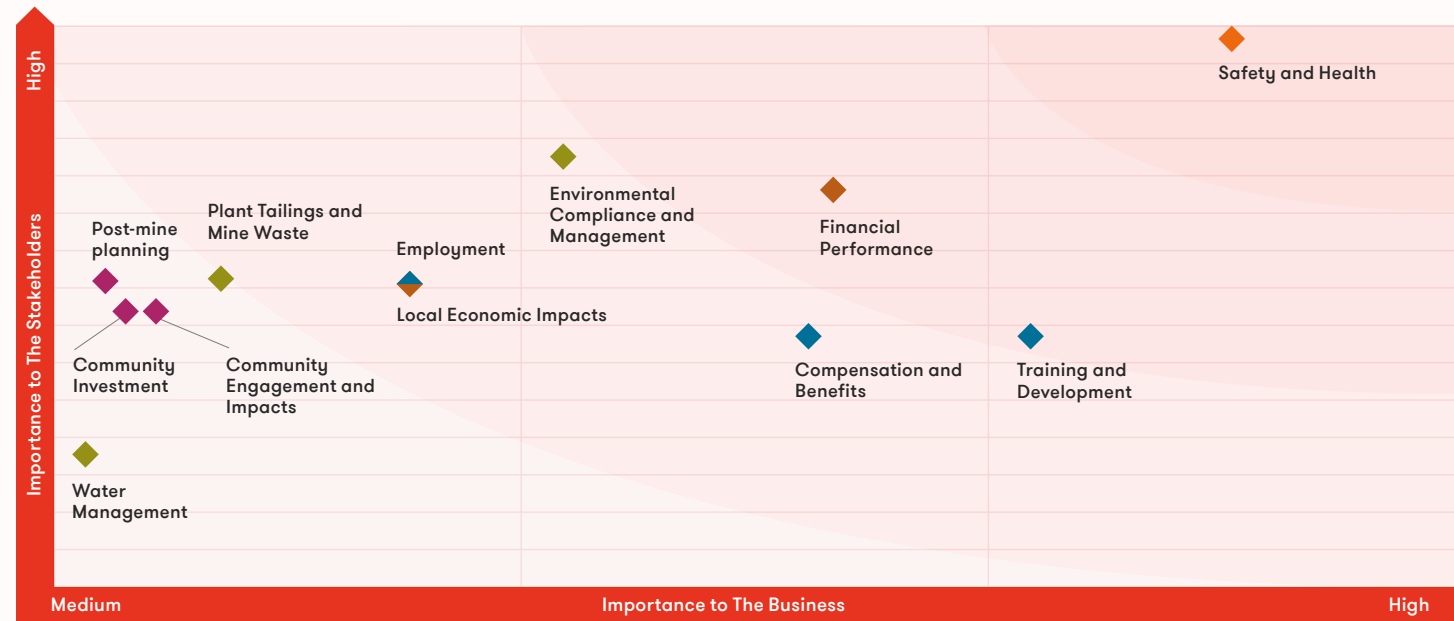 High
Importance to The Stakeholders
Safety and Health
Environmental
Compliance and
Management
Financial
Performance
Plant Tailings and
Mine Waste
Post-mine
planning
Employment
Local Economic Impacts
Community
Investment
Community
Engagement and
Impacts
Compensation and
Benefits
Training and
Development
Water
Management
Medium
Importance to The Business
High